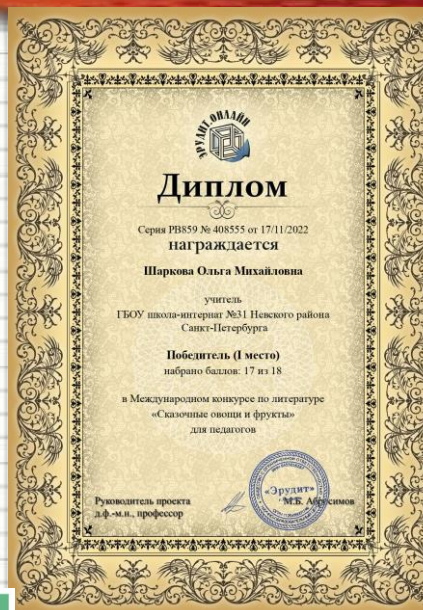 ЭРУДИТ ОНЛАЙН
Диплом
Серия РВ859 № 408555 от 17/11/2022
награждается
Шаркова Ольга Михайловна
учитель
ГБОУ школа-интернат №31 Невского района
Санкт-Петербурга
Победитель (I место)
набрано баллов: 17 из 18
в Международном конкурсе по литературе
«Сказочные овощи и фрукты»
для педагогов
Руководитель проекта
д.ф.-м.н., профессор
«Эрудит»
М.Б.